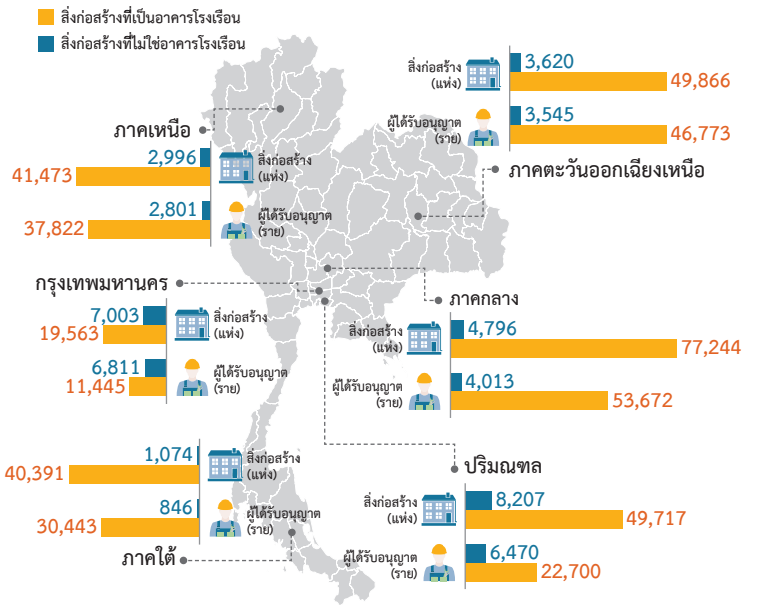 สิ่งก่อสร้างที่เป็นอาคารโรงเรือน
สิ่งก่อสร้างที่ไม่ใช่อาคารโรงเรือน
สิ่งก่อสร้าง
(แห่ง)
3,620
49,866
ผู้ได้รับอนุญาต
(ราย)
3,545
46,773
ภาคตะวันออกเฉียงเหนือ
ภาคเหนือ
2,996
41,473
สิ่งก่อสร้าง
(แห่ง)
2,801
37,822
ผู้ได้รับอนุญาต
(ราย)
กรุงเทพมหานคร
7,003
19,563
สิ่งก่อสร้าง
(แห่ง)
6,811
11,445
ผู้ได้รับอนุญาต
(ราย)
ภาคกลาง
สิ่งก่อสร้าง
(แห่ง)
4,796
77,244
ผู้ได้รับอนุญาต
(ราย)
4,013
53,672
1,074
40,391
สิ่งก่อสร้าง
(แห่ง)
846
30,443
ผู้ได้รับอนุญาต
(ราย)
ภาคใต้
ปริมณฑล
สิ่งก่อสร้าง
(แห่ง)
8,207
49,717
ผู้ได้รับอนุญาต
(ราย)
6,470
22,700